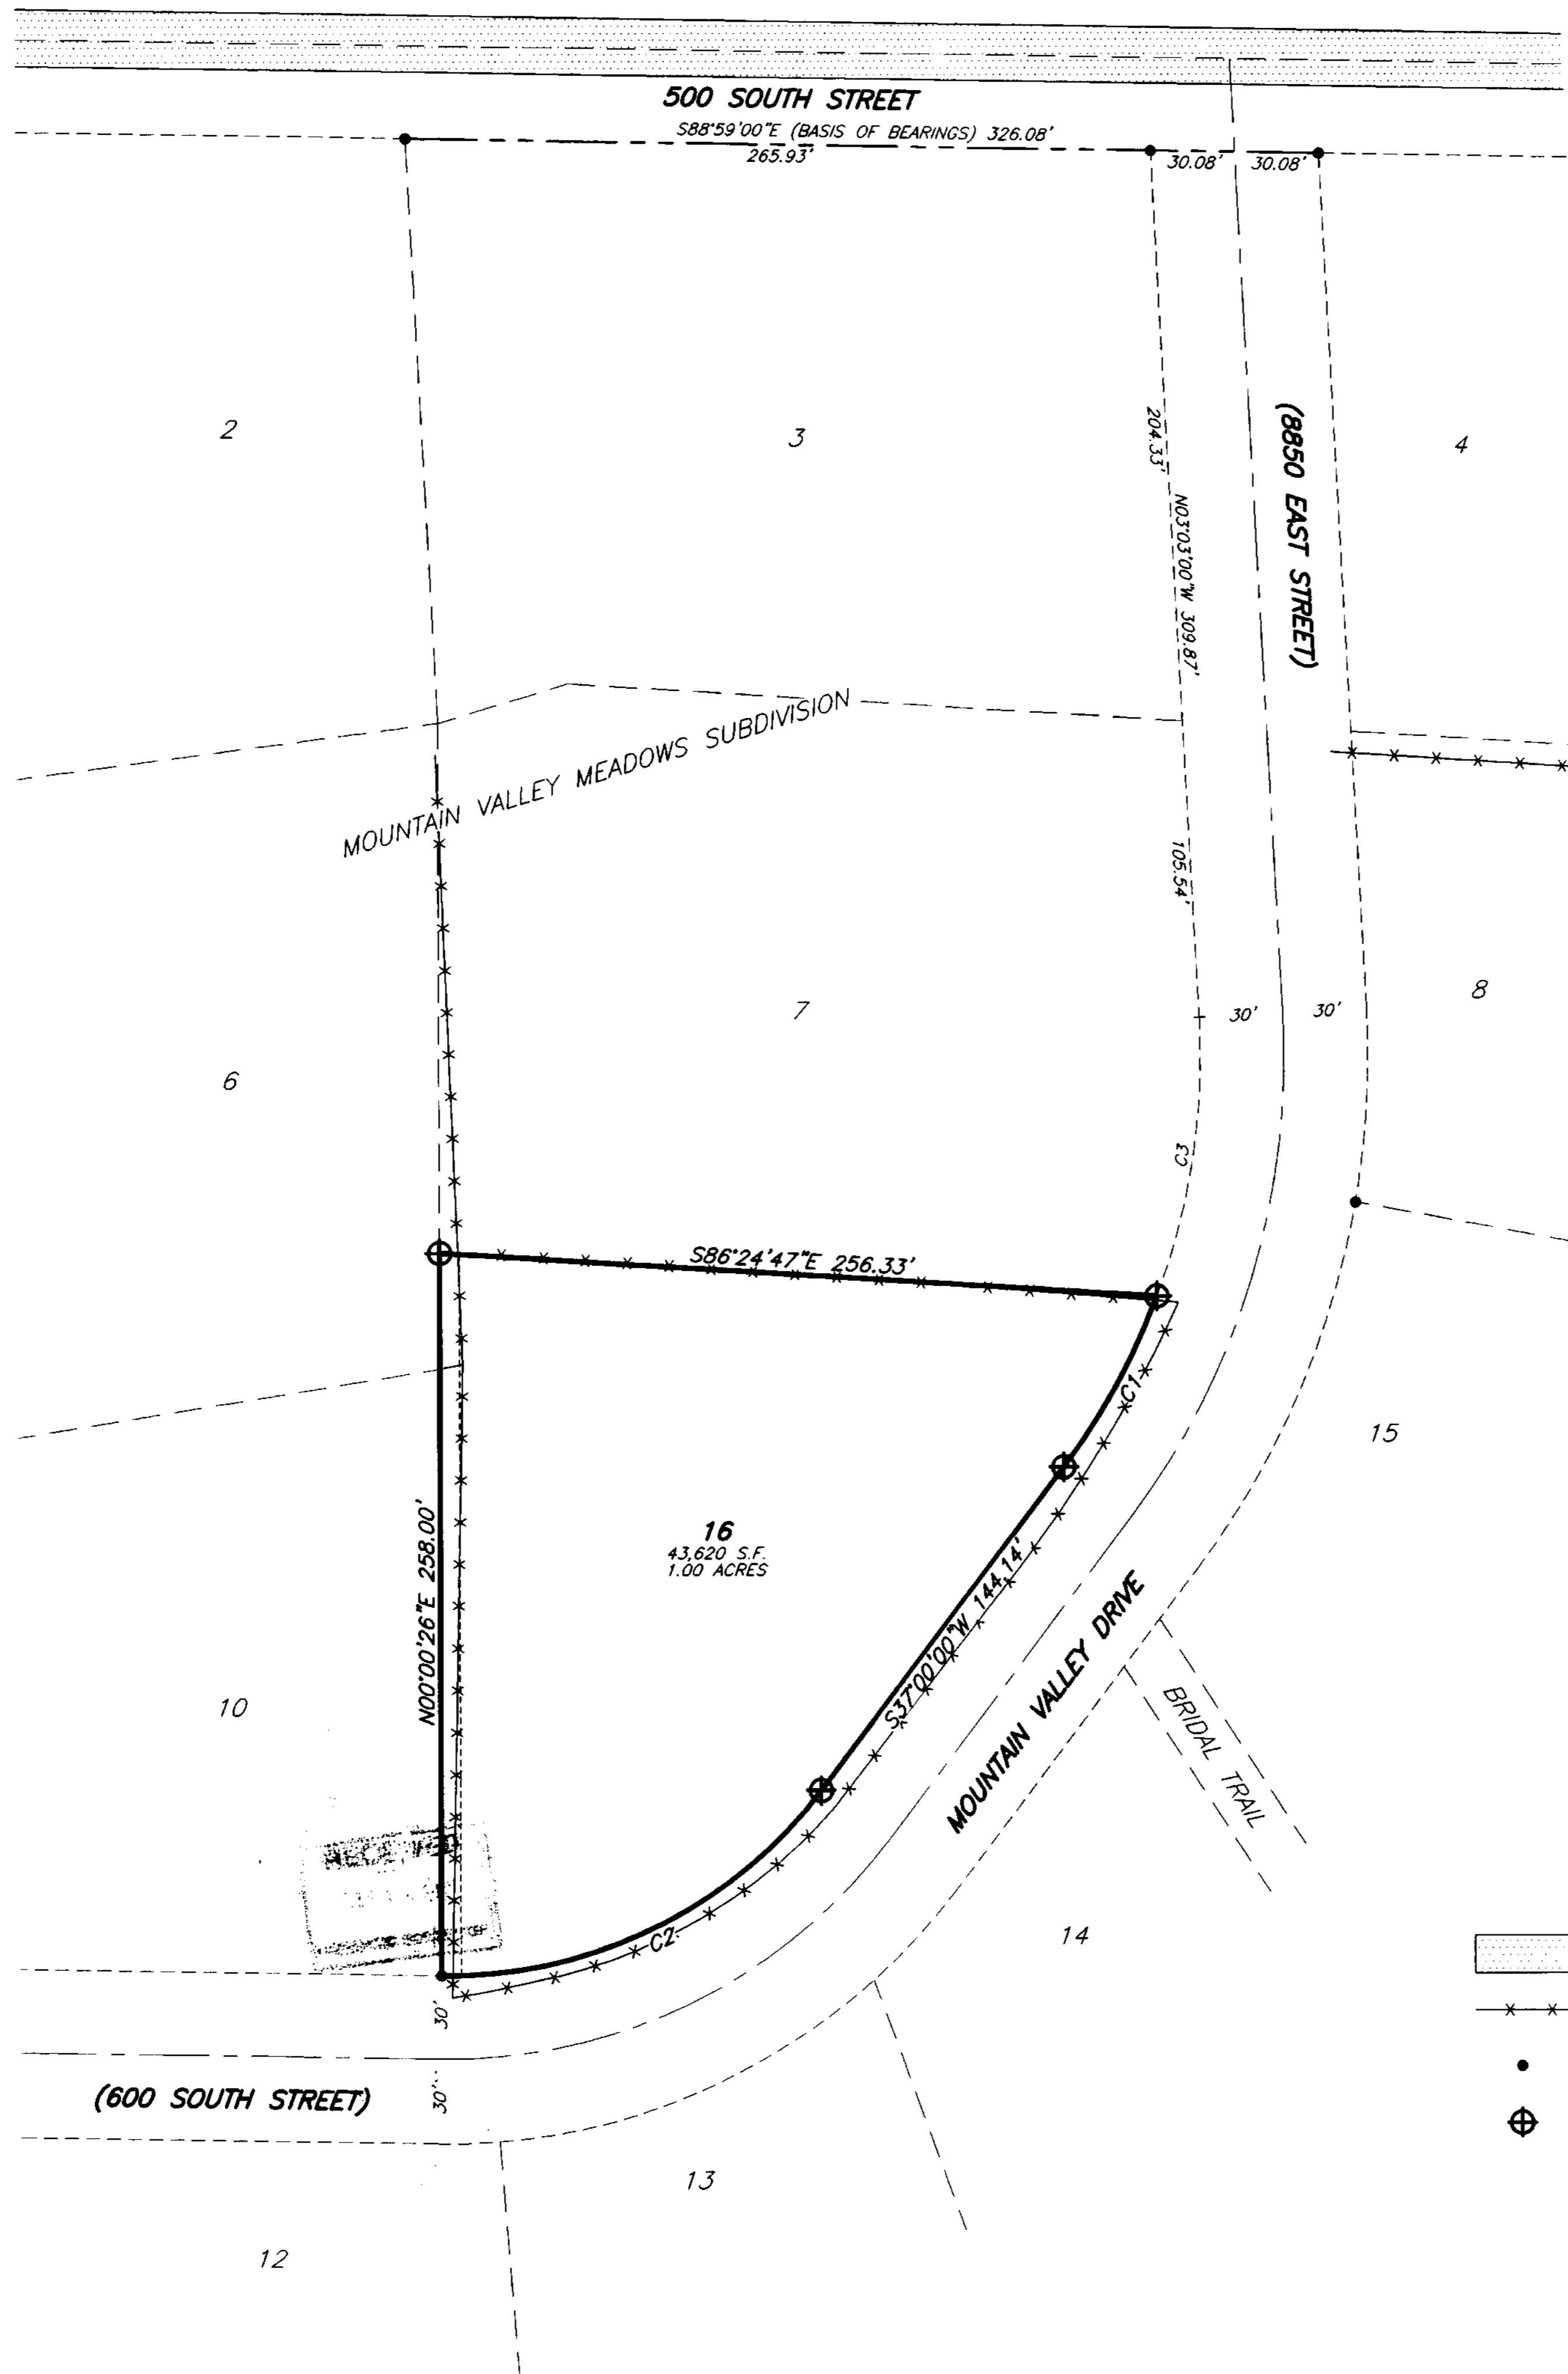 500 SOUTH STREET
S88°59'00"E (BASIS OF BEARINGS) 326.08'
265.93'
30.08'
30.08'
2
3
4
204.33'
N03°03'00"W 309.87'
(8850 EAST STREET)
MOUNTAIN VALLEY MEADOWS SUBDIVISION
105.54'
6
7
8
30'
30'
C3
S86°24'47"E 256.33'
C1
15
16
43,620 S.F.
1.00 ACRES
N00°00'26"E 258.00'
S37°00'00"W 144.14'
MOUNTAIN VALLEY DRIVE
BRIDAL TRAIL
10
C2
14
30'
30'
(600 SOUTH STREET)
13
12